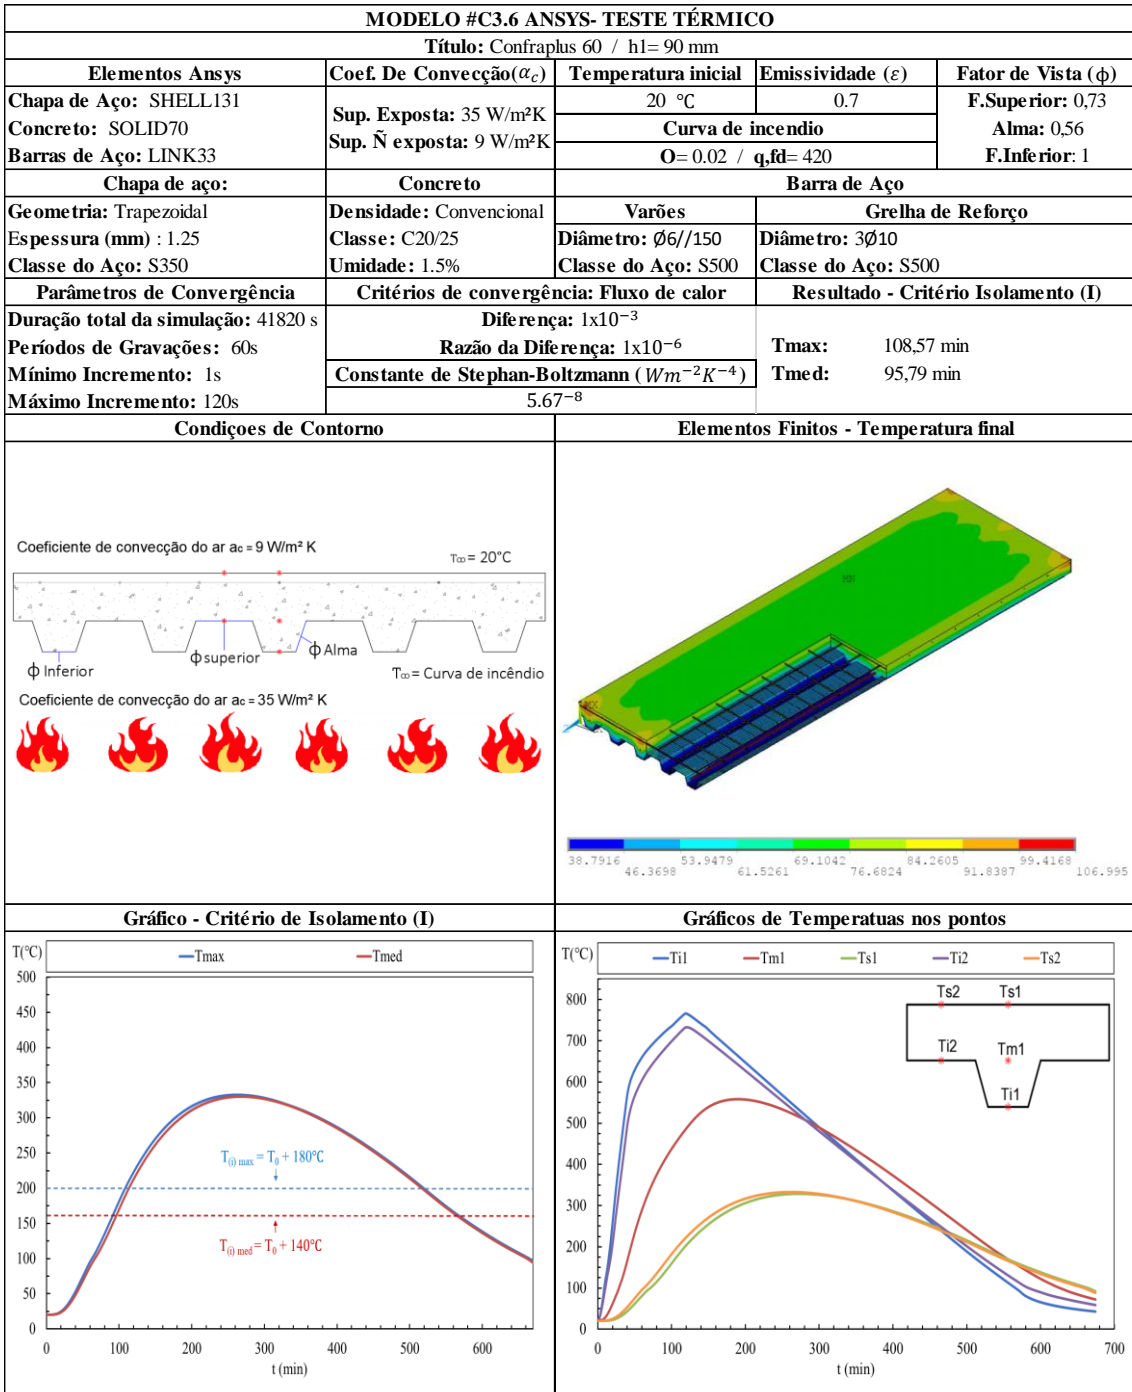 MODELO #C3.6 ANSYS- TESTE TÉRMICO
Título: Confraplus 60 / h1= 90 mm
Elementos Ansys
Coef. De Convecção(α_c)
Temperatura inicial
Emissividade (ε)
Fator de Vista (ϕ)
Chapa de Aço: SHELL131
Concreto: SOLID70
Barras de Aço: LINK33
Sup. Exposta: 35 W/m²K
Sup. Ñ exposta: 9 W/m²K
20 °C
0.7
Curva de incendio
O= 0.02 / q,fd= 420
F.Superior: 0,73
Alma: 0,56
F.Inferior: 1
Chapa de aço:
Concreto
Barra de Aço
Geometria: Trapezoidal
Espessura (mm) : 1.25
Classe do Aço: S350
Densidade: Convencional
Classe: C20/25
Umidade: 1.5%
Varões
Diâmetro: Ø6//150
Classe do Aço: S500
Grelha de Reforço
Diâmetro: 3Ø10
Classe do Aço: S500
Parâmetros de Convergência
Critérios de convergência: Fluxo de calor
Resultado - Critério Isolamento (I)
Duração total da simulação: 41820 s
Períodos de Gravações: 60s
Mínimo Incremento: 1s
Máximo Incremento: 120s
Diferença: 1x10⁻³
Razão da Diferença: 1x10⁻⁶
Constante de Stephan-Boltzmann ( Wm⁻²K⁻⁴)
5.67⁻⁸
Tmax: 108,57 min
Tmed: 95,79 min
Condiçoes de Contorno
Elementos Finitos - Temperatura final
Coeficiente de convecção do ar ac = 9 W/m² K
T∞ = 20°C
ϕ Inferior
ϕ superior
ϕ Alma
T∞ = Curva de incêndio
Coeficiente de convecção do ar ac = 35 W/m² K
MN
MX
38.7916
46.3698
53.9479
61.5261
69.1042
76.6824
84.2605
91.8387
99.4168
106.995
Gráfico - Critério de Isolamento (I)
Gráficos de Temperatuas nos pontos
T(°C)
Tmax
Tmed
500
450
400
350
300
250
200
150
100
50
0
T(i) max = T0 + 180°C
T(i) med = T0 + 140°C
0 100 200 300 400 500 600
t (min)
T(°C)
Ti1
Tm1
Ts1
Ti2
Ts2
800
700
600
500
400
300
200
100
0
Ts2
Ts1
Ti2
Tm1
Ti1
0 100 200 300 400 500 600 700
t (min)